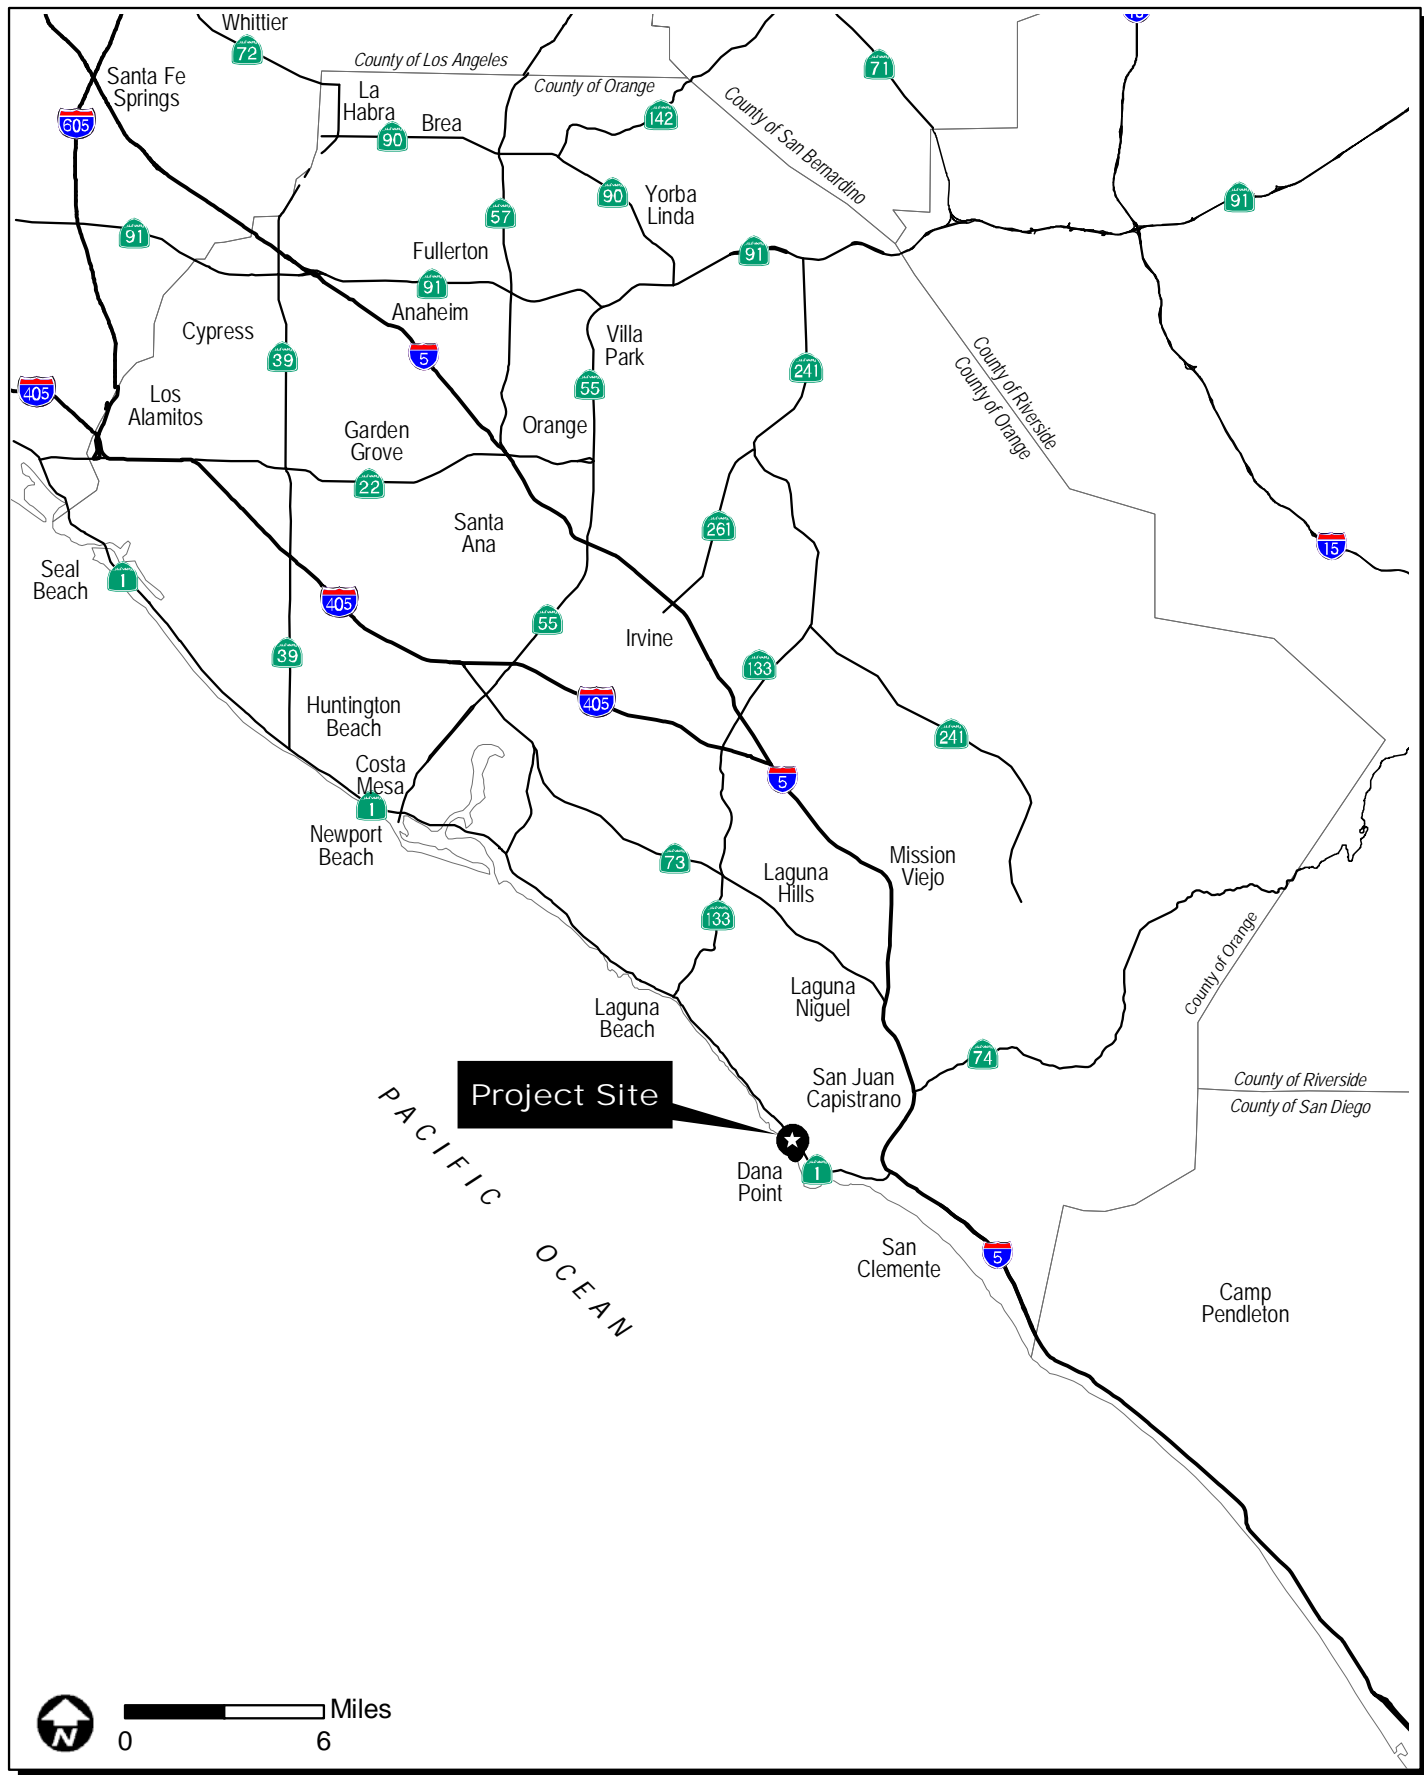 Whittier
72
Santa Fe
Springs
605
County of Los Angeles
County of Orange
La
Habra
90
Brea
142
71
15
County of San Bernardino
90
Yorba
Linda
57
91
91
Fullerton
91
91
Anaheim
Cypress
39
5
Villa
Park
55
241
County of Riverside
County of Orange
405
Los
Alamitos
Garden
Grove
Orange
22
Santa
Ana
261
15
Seal
Beach
1
405
55
Irvine
39
133
405
Huntington
Beach
241
Costa
Mesa
1
5
Newport
Beach
73
Laguna
Hills
Mission
Viejo
133
County of Orange
Laguna
Niguel
Laguna
Beach
74
San Juan
Capistrano
County of Riverside
County of San Diego
Project Site
PACIFIC OCEAN
Dana
Point
1
San
Clemente
5
Camp
Pendleton
N
Miles
0
6